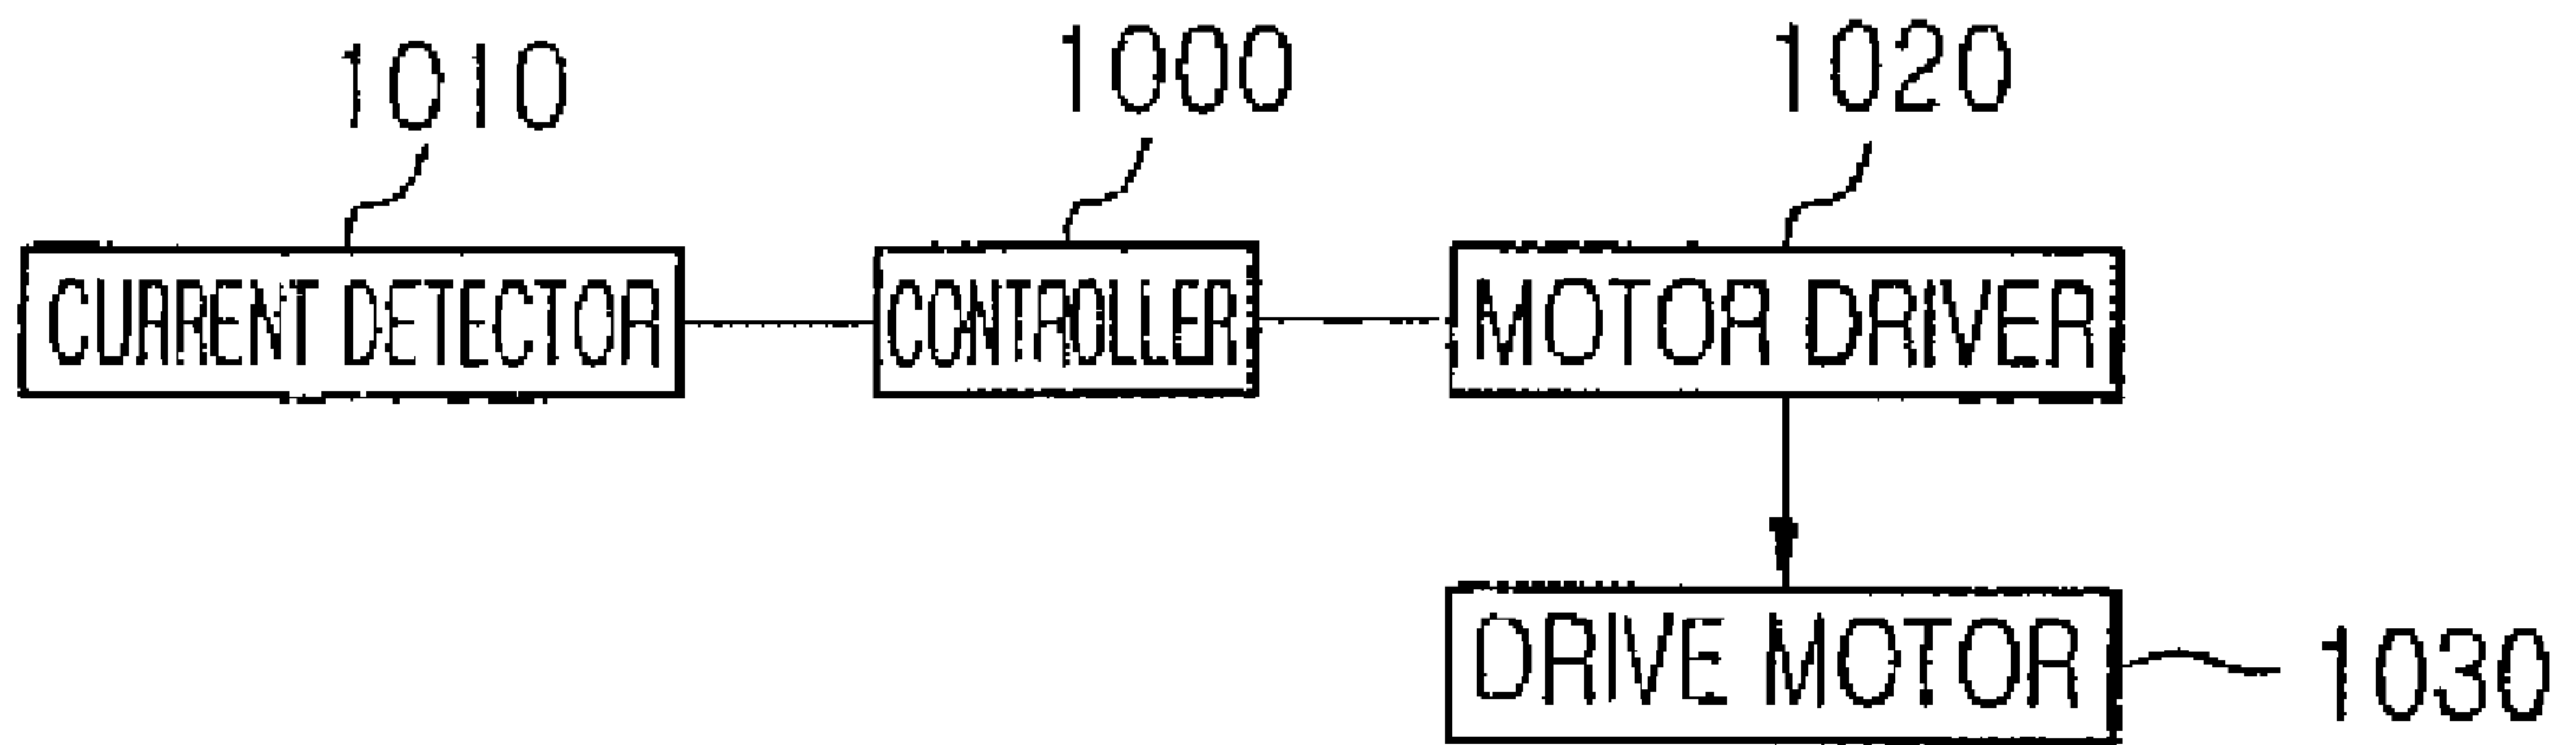 1010 1000 1020
CURRENT DETECTOR CONTROLLER MOTOR DRIVER
DRIVE MOTOR 1030